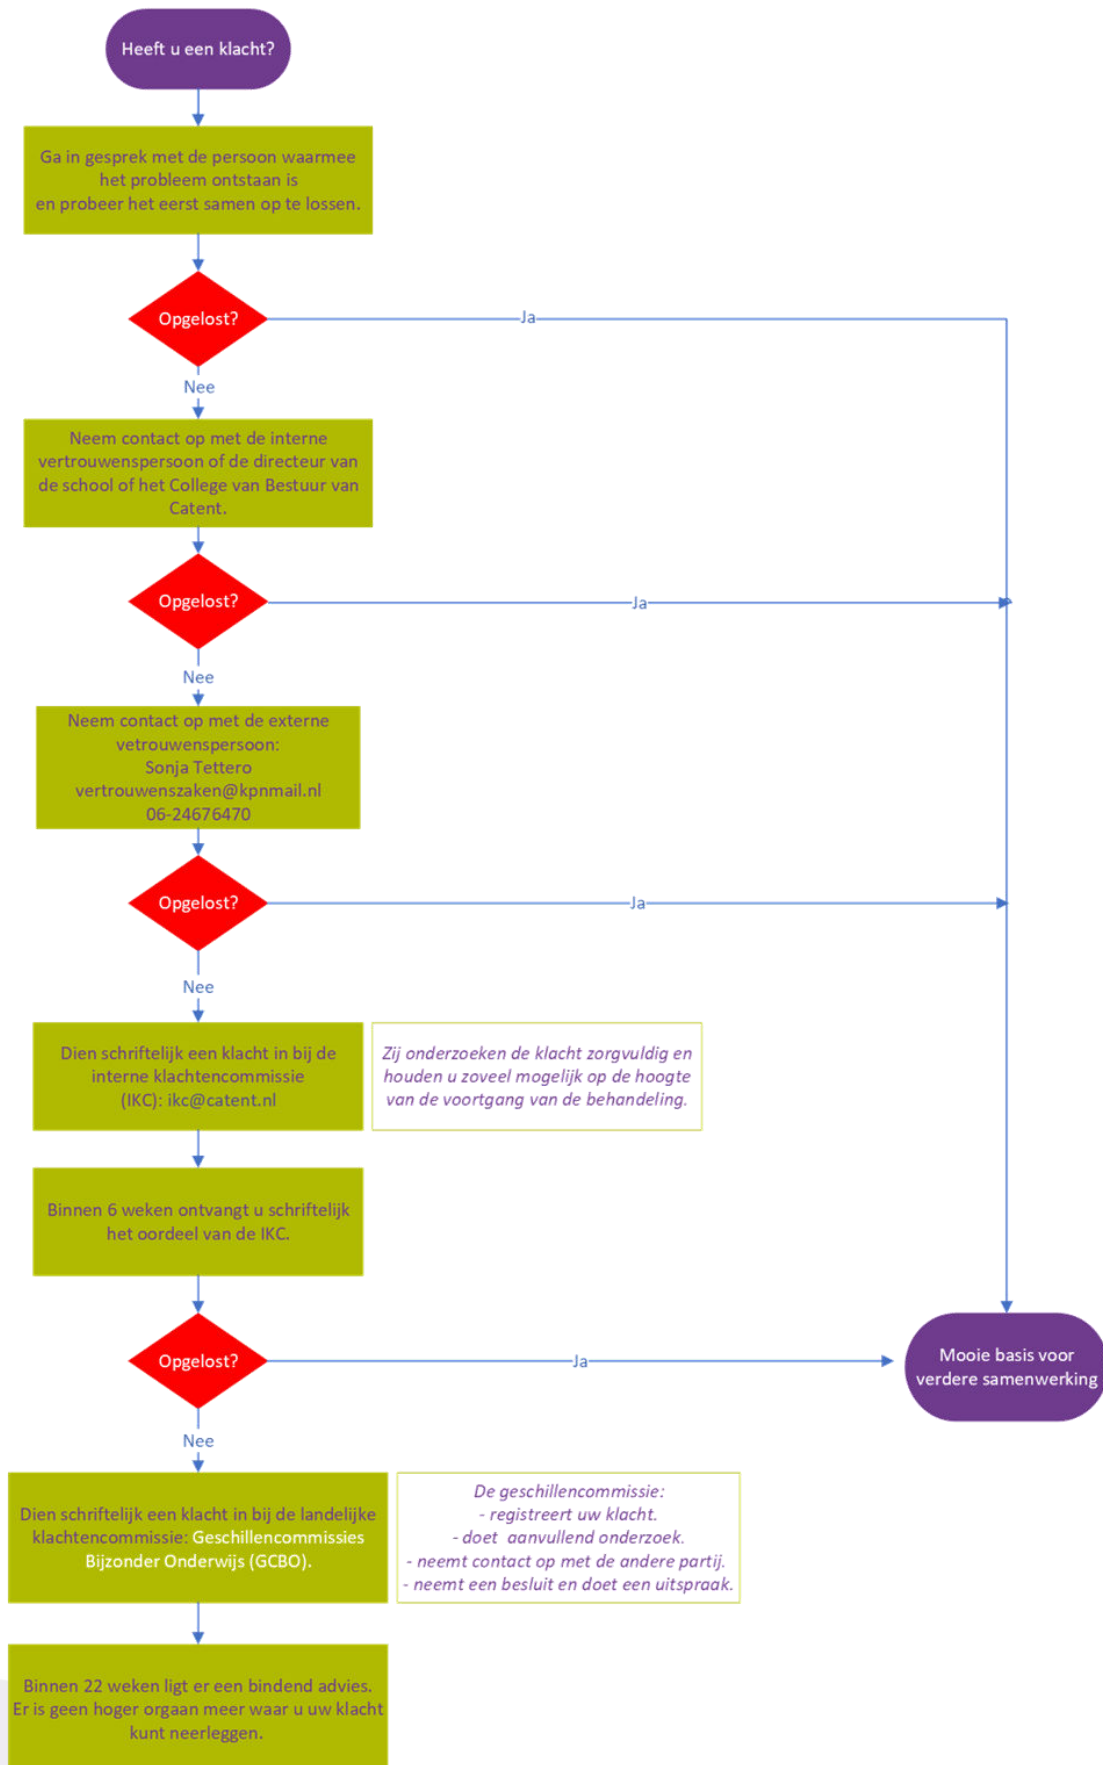 Heeft u een klacht?
Ga in gesprek met de persoon waarmee
het probleem ontstaan is
en probeer het eerst samen op te lossen.
Opgelost?
Ja
Nee
Neem contact op met de interne
vertrouwenspersoon of de directeur van
de school of het College van Bestuur van
Catent.
Opgelost?
Ja
Nee
Neem contact op met de externe
vetrouwenspersoon:
Sonja Tettero
vertrouwenszaken@kpnmail.nl
06-24676470
Opgelost?
Ja
Nee
Dien schriftelijk een klacht in bij de
interne klachtencommissie
(IKC): ikc@catent.nl
Zij onderzoeken de klacht zorgvuldig en
houden u zoveel mogelijk op de hoogte
van de voortgang van de behandeling.
Binnen 6 weken ontvangt u schriftelijk
het oordeel van de IKC.
Opgelost?
Ja
Mooie basis voor
verdere samenwerking
Nee
Dien schriftelijk een klacht in bij de landelijke
klachtencommissie: Geschillencommissies
Bijzonder Onderwijs (GCBO).
De geschillencommissie:
- registreert uw klacht.
- doet  aanvullend onderzoek.
- neemt contact op met de andere partij.
- neemt een besluit en doet een uitspraak.
Binnen 22 weken ligt er een bindend advies.
Er is geen hoger orgaan meer waar u uw klacht
kunt neerleggen.